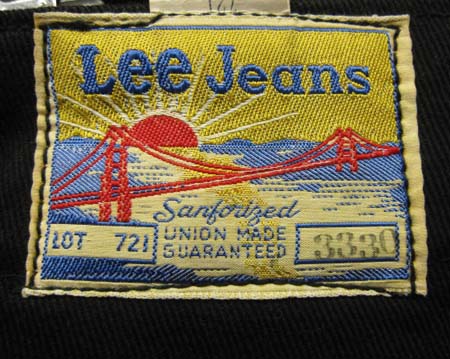 Lee Jeans
Sanforized
UNION MADE
GUARANTEED
LOT 721
3330